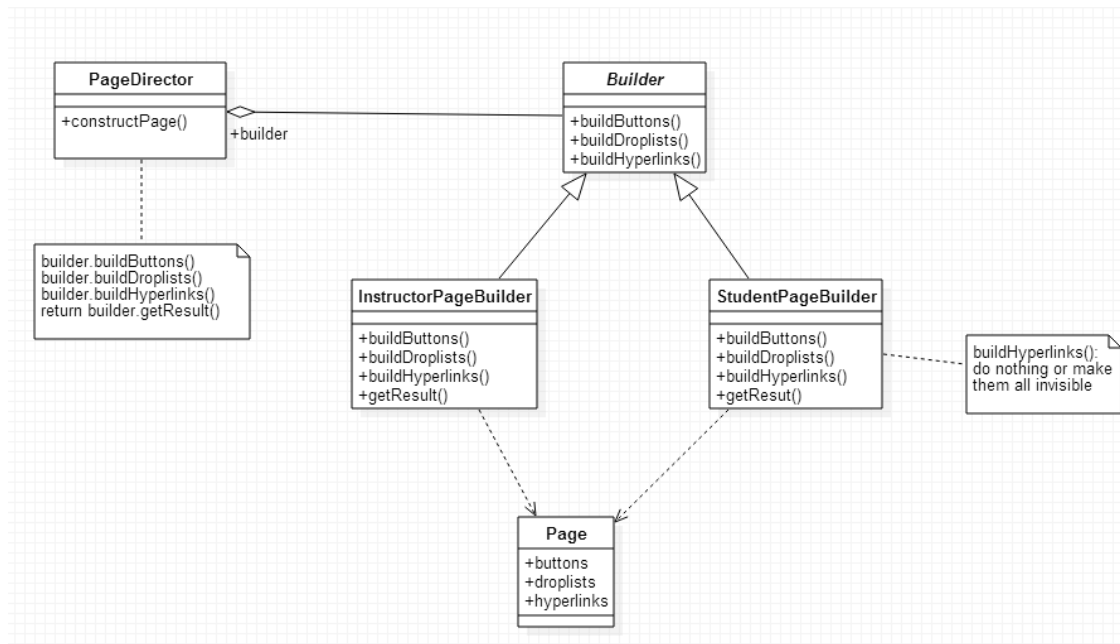 PageDirector
+constructPage()
+builder
Builder
+buildButtons()
+buildDroplists()
+buildHyperlinks()
builder.buildButtons()
builder.buildDroplists()
builder.buildHyperlinks()
return builder.getResult()
InstructorPageBuilder
+buildButtons()
+buildDroplists()
+buildHyperlinks()
+getResult()
StudentPageBuilder
+buildButtons()
+buildDroplists()
+buildHyperlinks()
+getResut()
buildHyperlinks():
do nothing or make
them all invisible
Page
+buttons
+droplists
+hyperlinks